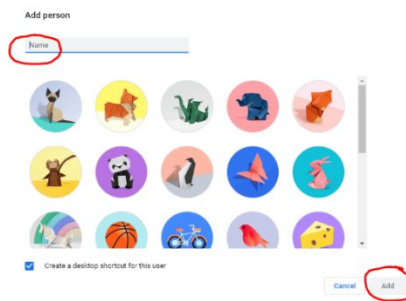 Add person
Name
Create a desktop shortcut for this user
Cancel
Add